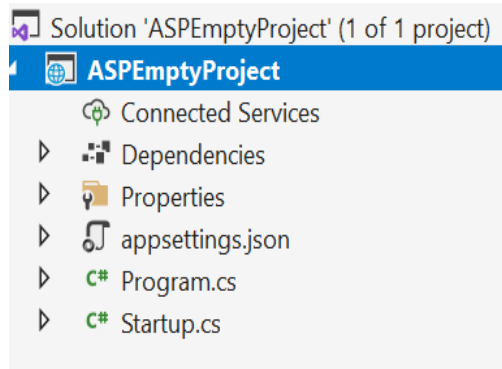 Solution 'ASPEmptyProject' (1 of 1 project)
ASPEmptyProject
Connected Services
Dependencies
Properties
appsettings.json
C# Program.cs
C# Startup.cs